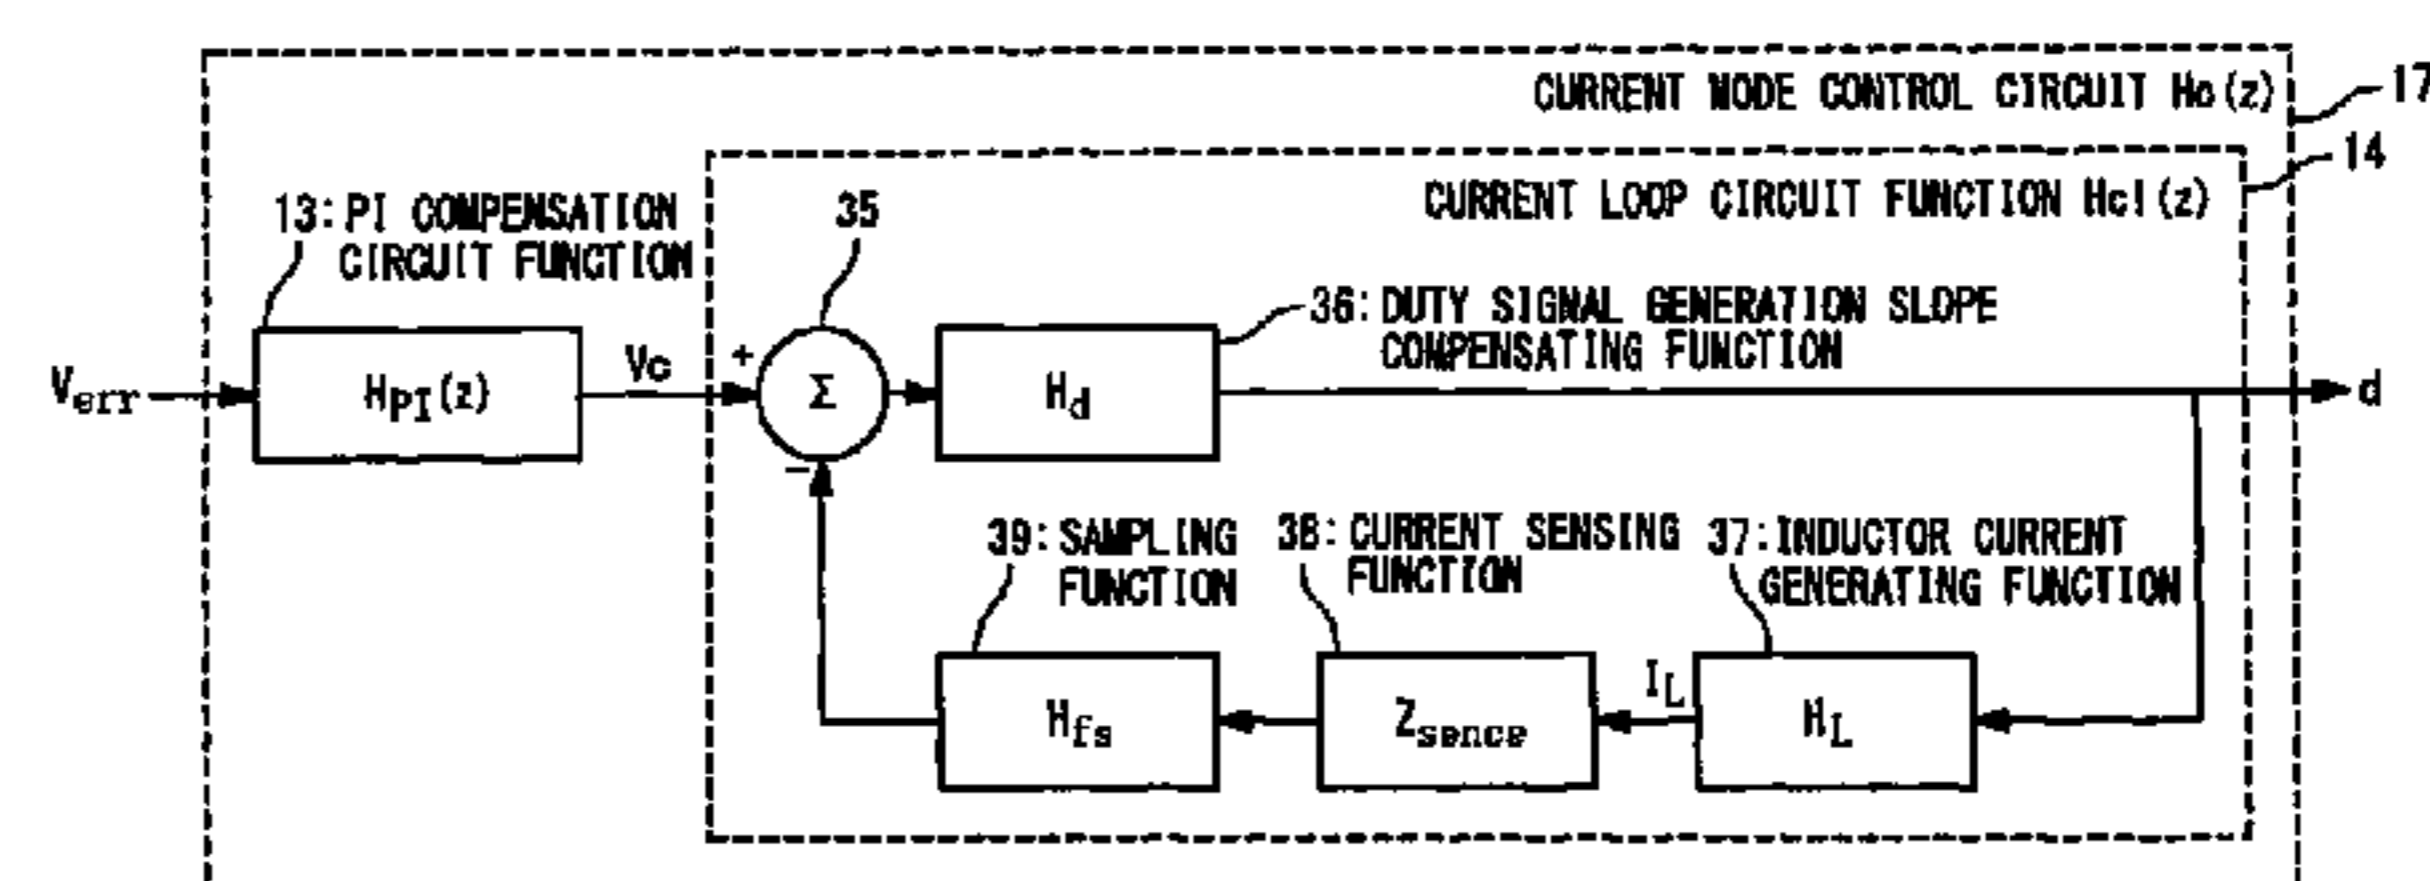 CURRENT MODE CONTROL CIRCUIT Hc(z)
17
14
CURRENT LOOP CIRCUIT FUNCTION Hcl(z)
13: PI COMPENSATION
CIRCUIT FUNCTION
35
36: DUTY SIGNAL GENERATION SLOPE
COMPENSATING FUNCTION
Verr
HPI(z)
Vc
+
Σ
Hd
d
−
39: SAMPLING
FUNCTION
38: CURRENT SENSING
FUNCTION
37: INDUCTOR CURRENT
GENERATING FUNCTION
Hfs
Zsence
IL
HL